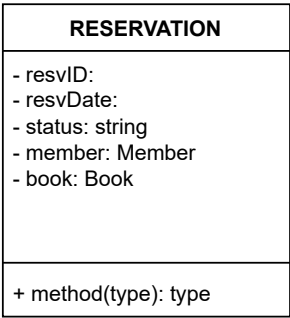 RESERVATION
- resvID:
- resvDate:
- status: string
- member: Member
- book: Book
+ method(type): type